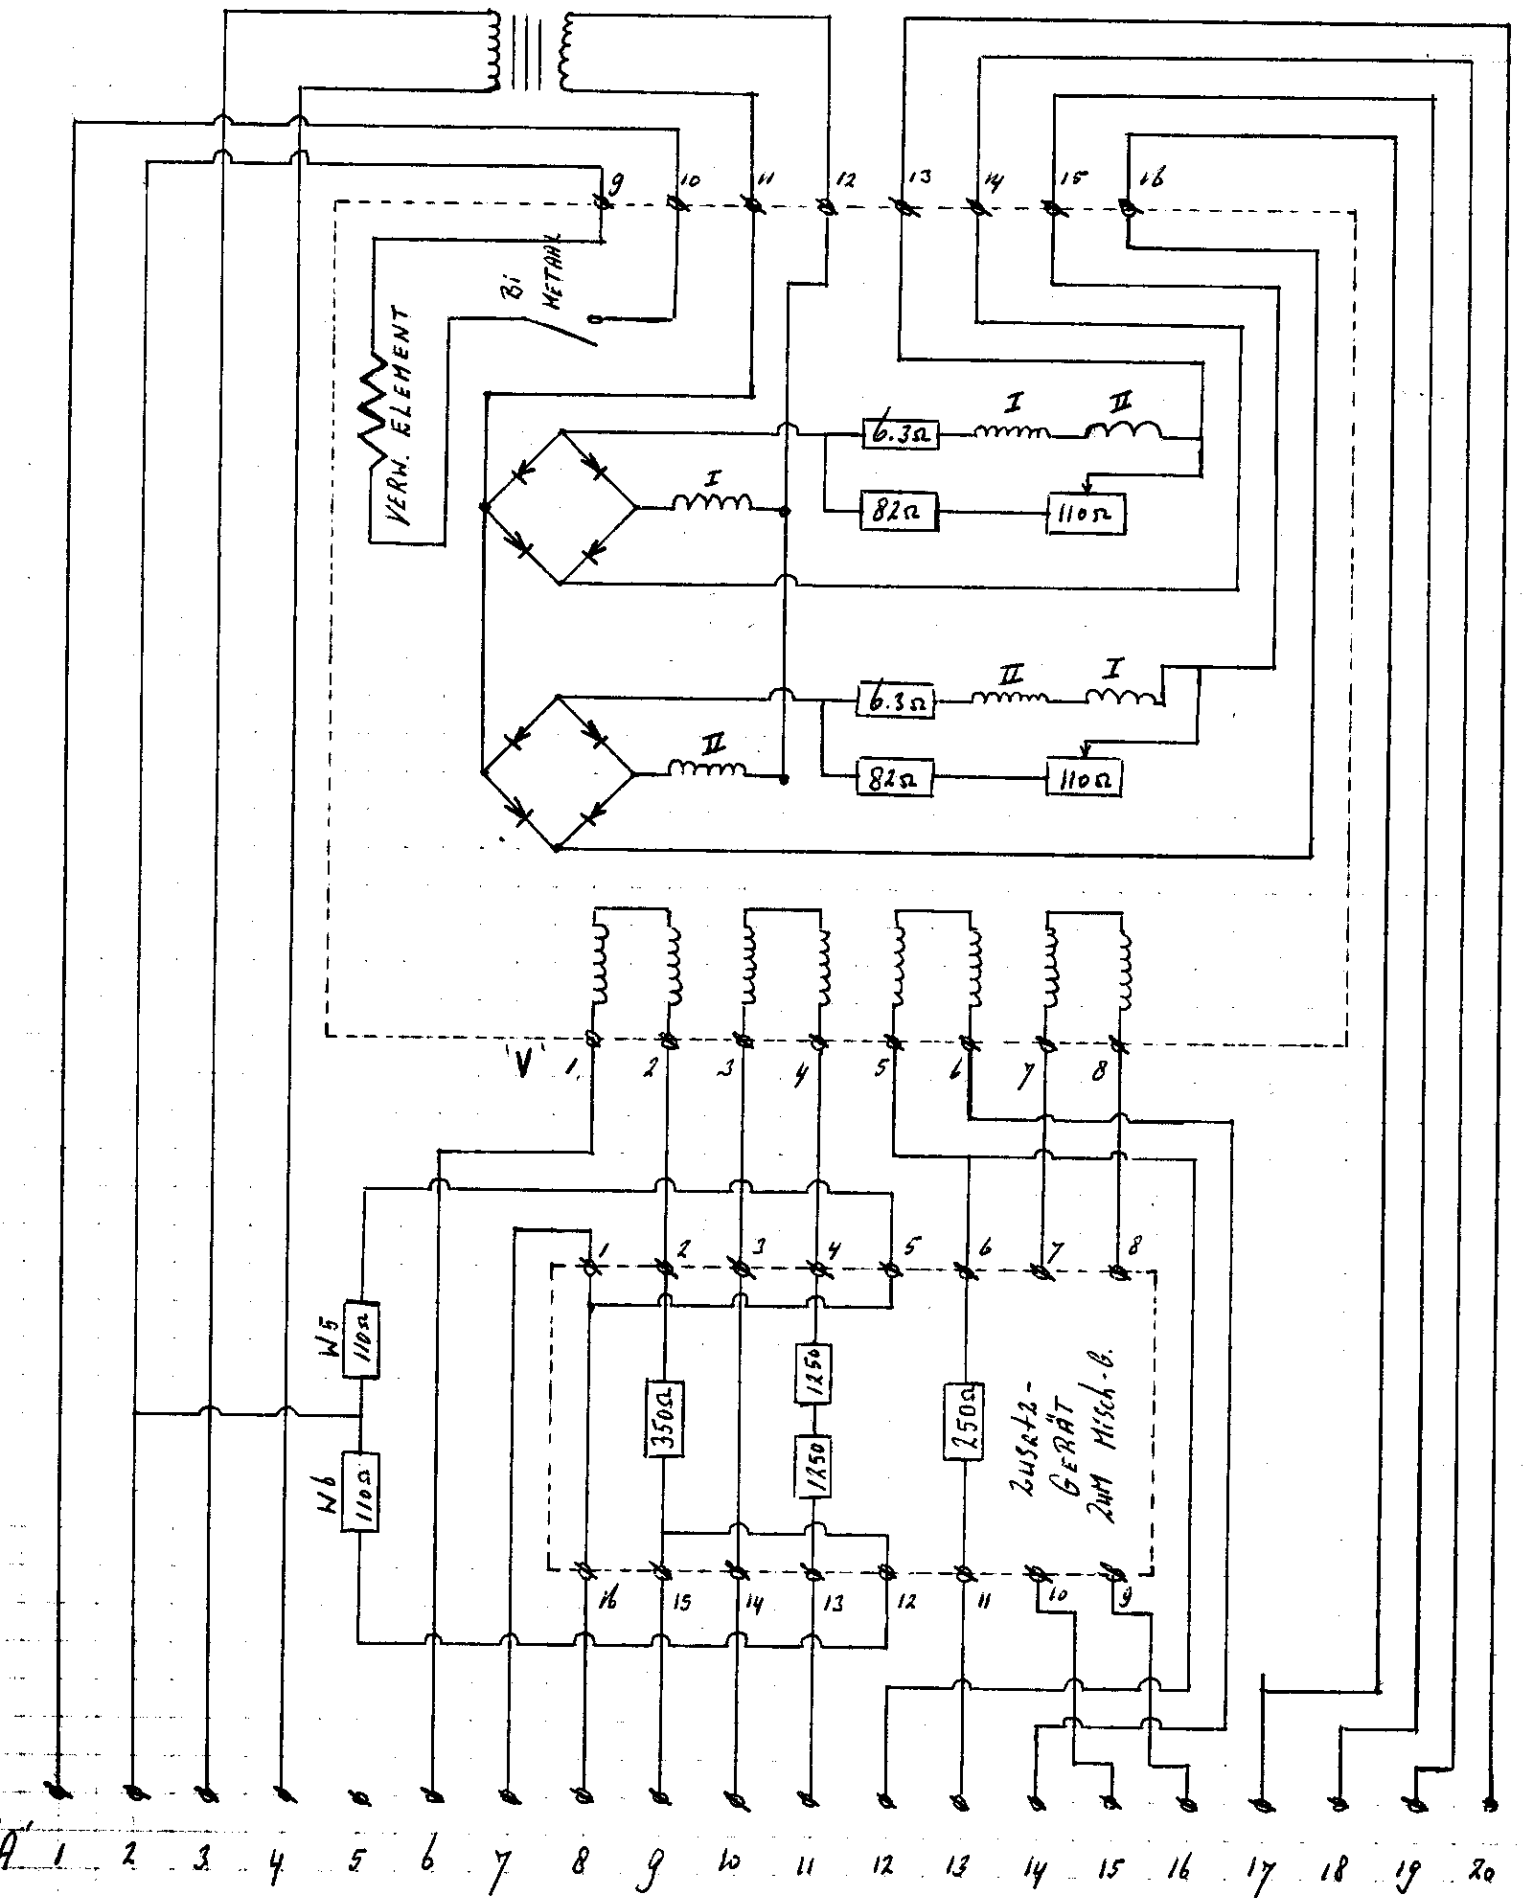 9 10 11 12 13 14 15 16
Bi
METAHL
VERW. ELEMENT
6.3Ω I II
I
82Ω 110Ω
6.3Ω II I
II
82Ω 110Ω
'V' 1 2 3 4 5 6 7 8
1 2 3 4 5 6 7 8
W5
110Ω
W6
110Ω
350Ω
1250
1250
250Ω
GERÄT
ZUM Misch-G.
16 15 14 13 12 11 10 9
A' 1 2 3 4 5 6 7 8 9 10 11 12 13 14 15 16 17 18 19 20